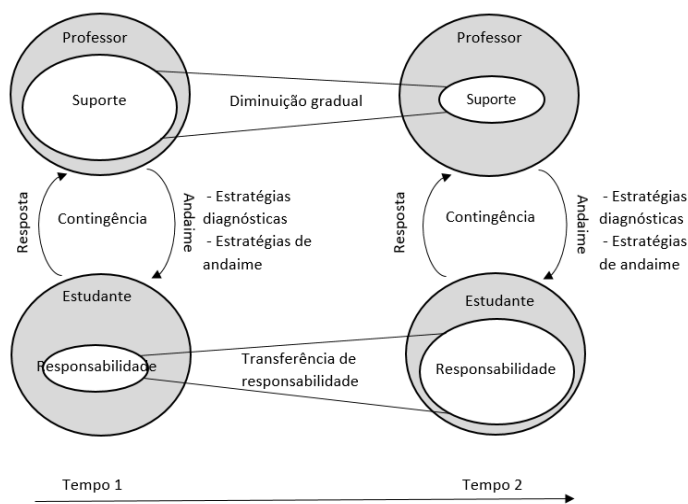 Professor
Professor
Suporte
Diminuição gradual
Suporte
Resposta
Contingência
Andaime
- Estratégias
diagnósticas
- Estratégias de
andaime
Resposta
Contingência
Andaime
- Estratégias
diagnósticas
- Estratégias
de andaime
Estudante
Estudante
Responsabilidade
Transferência de
responsabilidade
Responsabilidade
Tempo 1
Tempo 2